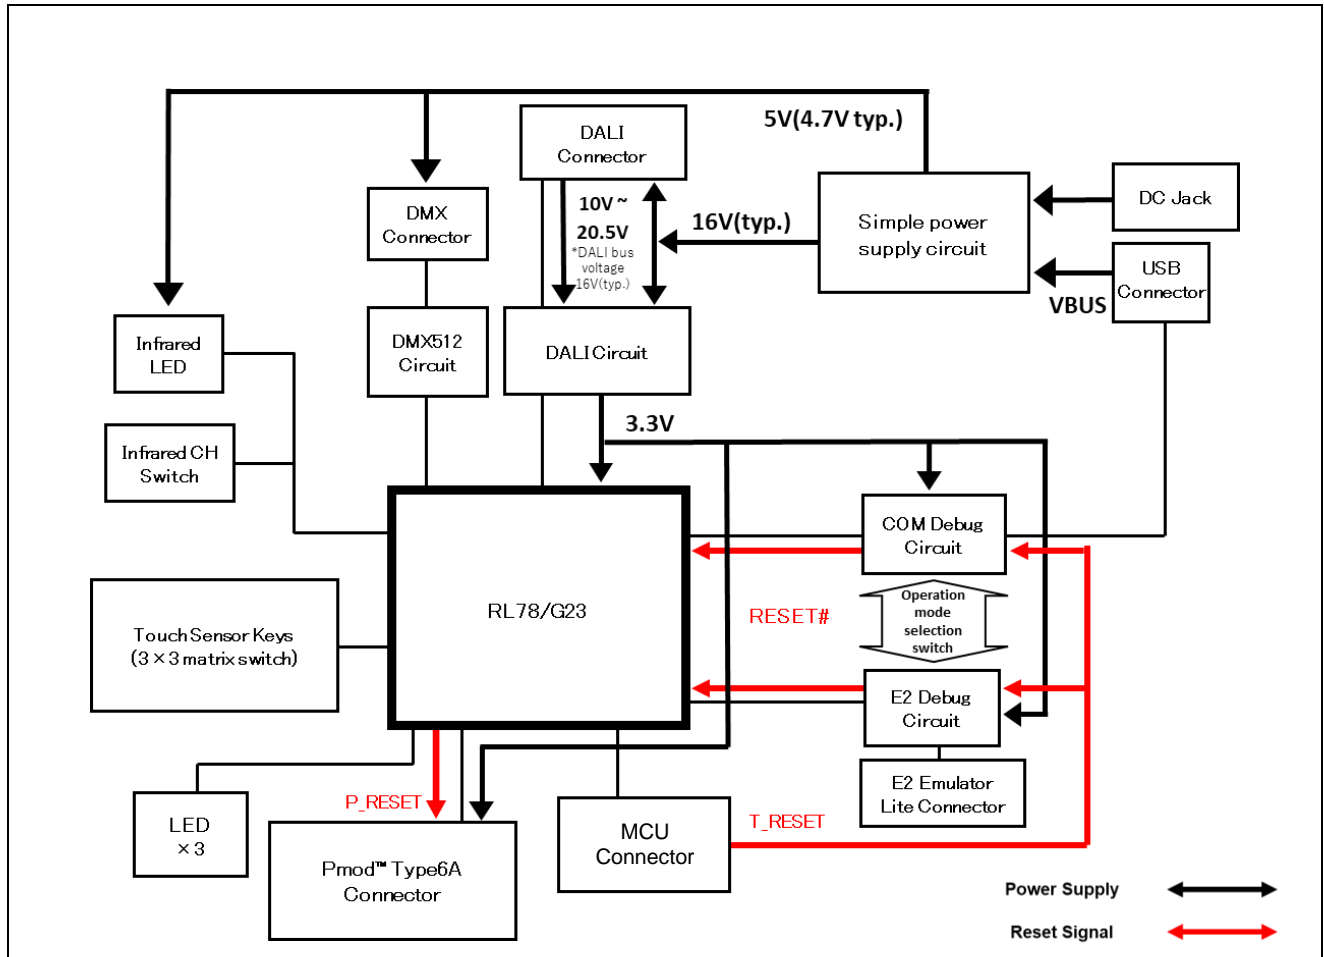 5V(4.7V typ.)
DALI
Connector
DC Jack
DMX
Connector
10V ~
20.5V
*DALI bus
voltage
16V(typ.)
16V(typ.)
Simple power
supply circuit
USB
Connector
VBUS
Infrared
LED
DMX512
Circuit
DALI Circuit
3.3V
Infrared CH
Switch
COM Debug
Circuit
RL78/G23
RESET#
Operation
mode
selection
switch
Touch Sensor Keys
(3×3 matrix switch)
E2 Debug
Circuit
E2 Emulator
Lite Connector
P_RESET
T_RESET
LED
×3
MCU
Connector
Pmod™ Type6A
Connector
Power Supply
Reset Signal